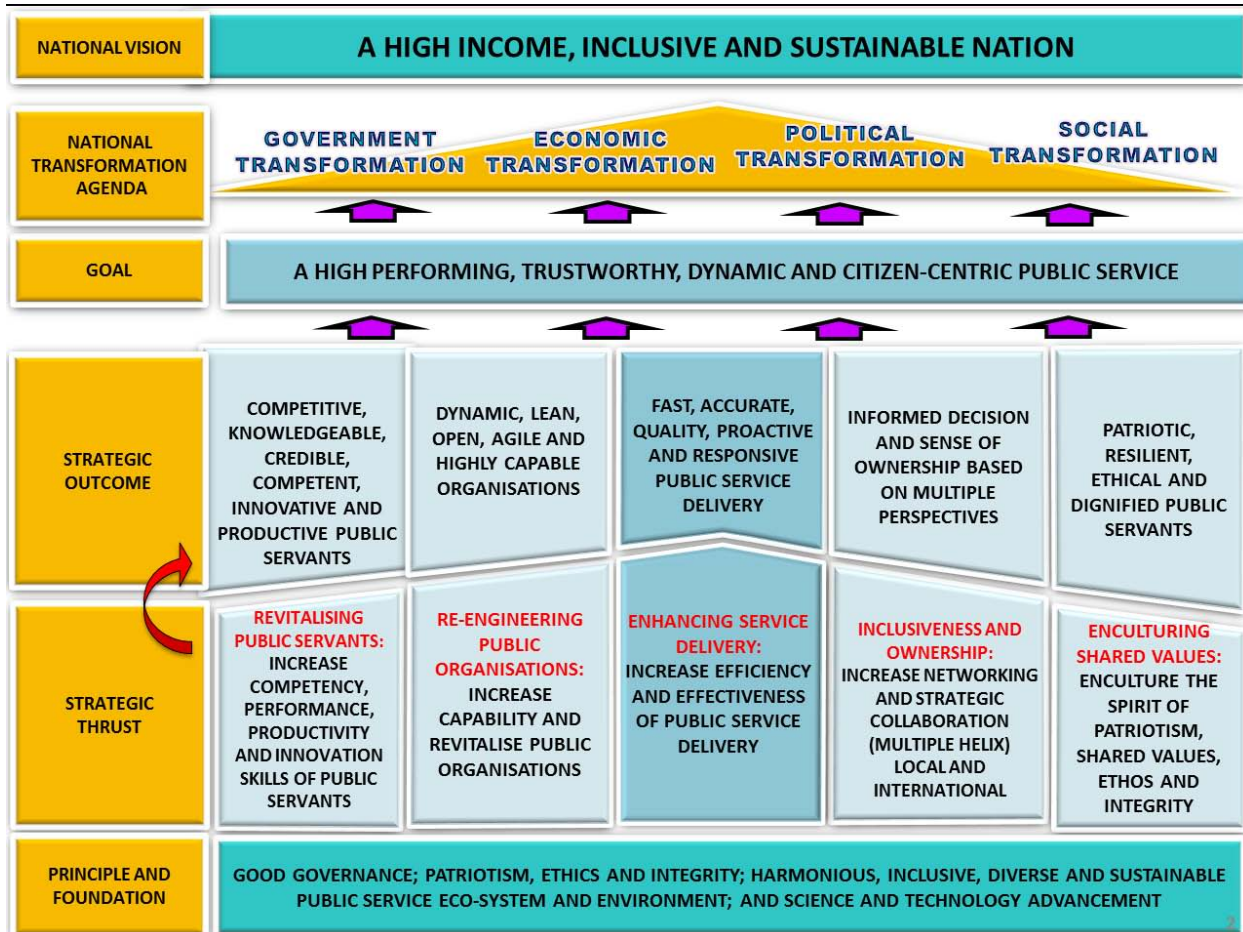 NATIONAL VISION
A HIGH INCOME, INCLUSIVE AND SUSTAINABLE NATION
NATIONAL
TRANSFORMATION
AGENDA
GOVERNMENT
TRANSFORMATION
ECONOMIC
TRANSFORMATION
POLITICAL
TRANSFORMATION
SOCIAL
TRANSFORMATION
GOAL
A HIGH PERFORMING, TRUSTWORTHY, DYNAMIC AND CITIZEN-CENTRIC PUBLIC SERVICE
STRATEGIC
OUTCOME
COMPETITIVE,
KNOWLEDGEABLE,
CREDIBLE,
COMPETENT,
INNOVATIVE AND
PRODUCTIVE PUBLIC
SERVANTS
DYNAMIC, LEAN,
OPEN, AGILE AND
HIGHLY CAPABLE
ORGANISATIONS
FAST, ACCURATE,
QUALITY, PROACTIVE
AND RESPONSIVE
PUBLIC SERVICE
DELIVERY
INFORMED DECISION
AND SENSE OF
OWNERSHIP BASED
ON MULTIPLE
PERSPECTIVES
PATRIOTIC,
RESILIENT,
ETHICAL AND
DIGNIFIED PUBLIC
SERVANTS
STRATEGIC
THRUST
REVITALISING
PUBLIC SERVANTS:
INCREASE
COMPETENCY,
PERFORMANCE,
PRODUCTIVITY
AND INNOVATION
SKILLS OF PUBLIC
SERVANTS
RE-ENGINEERING
PUBLIC
ORGANISATIONS:
INCREASE
CAPABILITY AND
REVITALISE PUBLIC
ORGANISATIONS
ENHANCING SERVICE
DELIVERY:
INCREASE EFFICIENCY
AND EFFECTIVENESS
OF PUBLIC SERVICE
DELIVERY
INCLUSIVENESS AND
OWNERSHIP:
INCREASE NETWORKING
AND STRATEGIC
COLLABORATION
(MULTIPLE HELIX)
LOCAL AND
INTERNATIONAL
ENCULTURING
SHARED VALUES:
ENCULTURE THE
SPIRIT OF
PATRIOTISM,
SHARED VALUES,
ETHOS AND
INTEGRITY
PRINCIPLE AND
FOUNDATION
GOOD GOVERNANCE; PATRIOTISM, ETHICS AND INTEGRITY; HARMONIOUS, INCLUSIVE, DIVERSE AND SUSTAINABLE
PUBLIC SERVICE ECO-SYSTEM AND ENVIRONMENT; AND SCIENCE AND TECHNOLOGY ADVANCEMENT
2